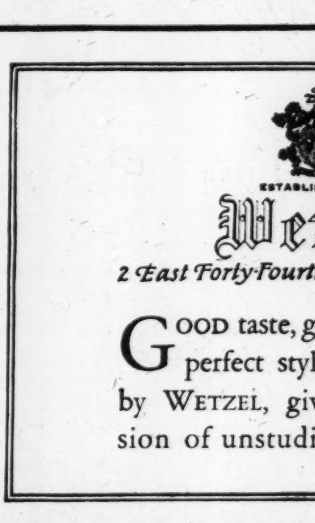 ESTABLI
Wet
2 East Forty-Fourt
GOOD taste, g
perfect styl
by WETZEL, giv
sion of unstudi